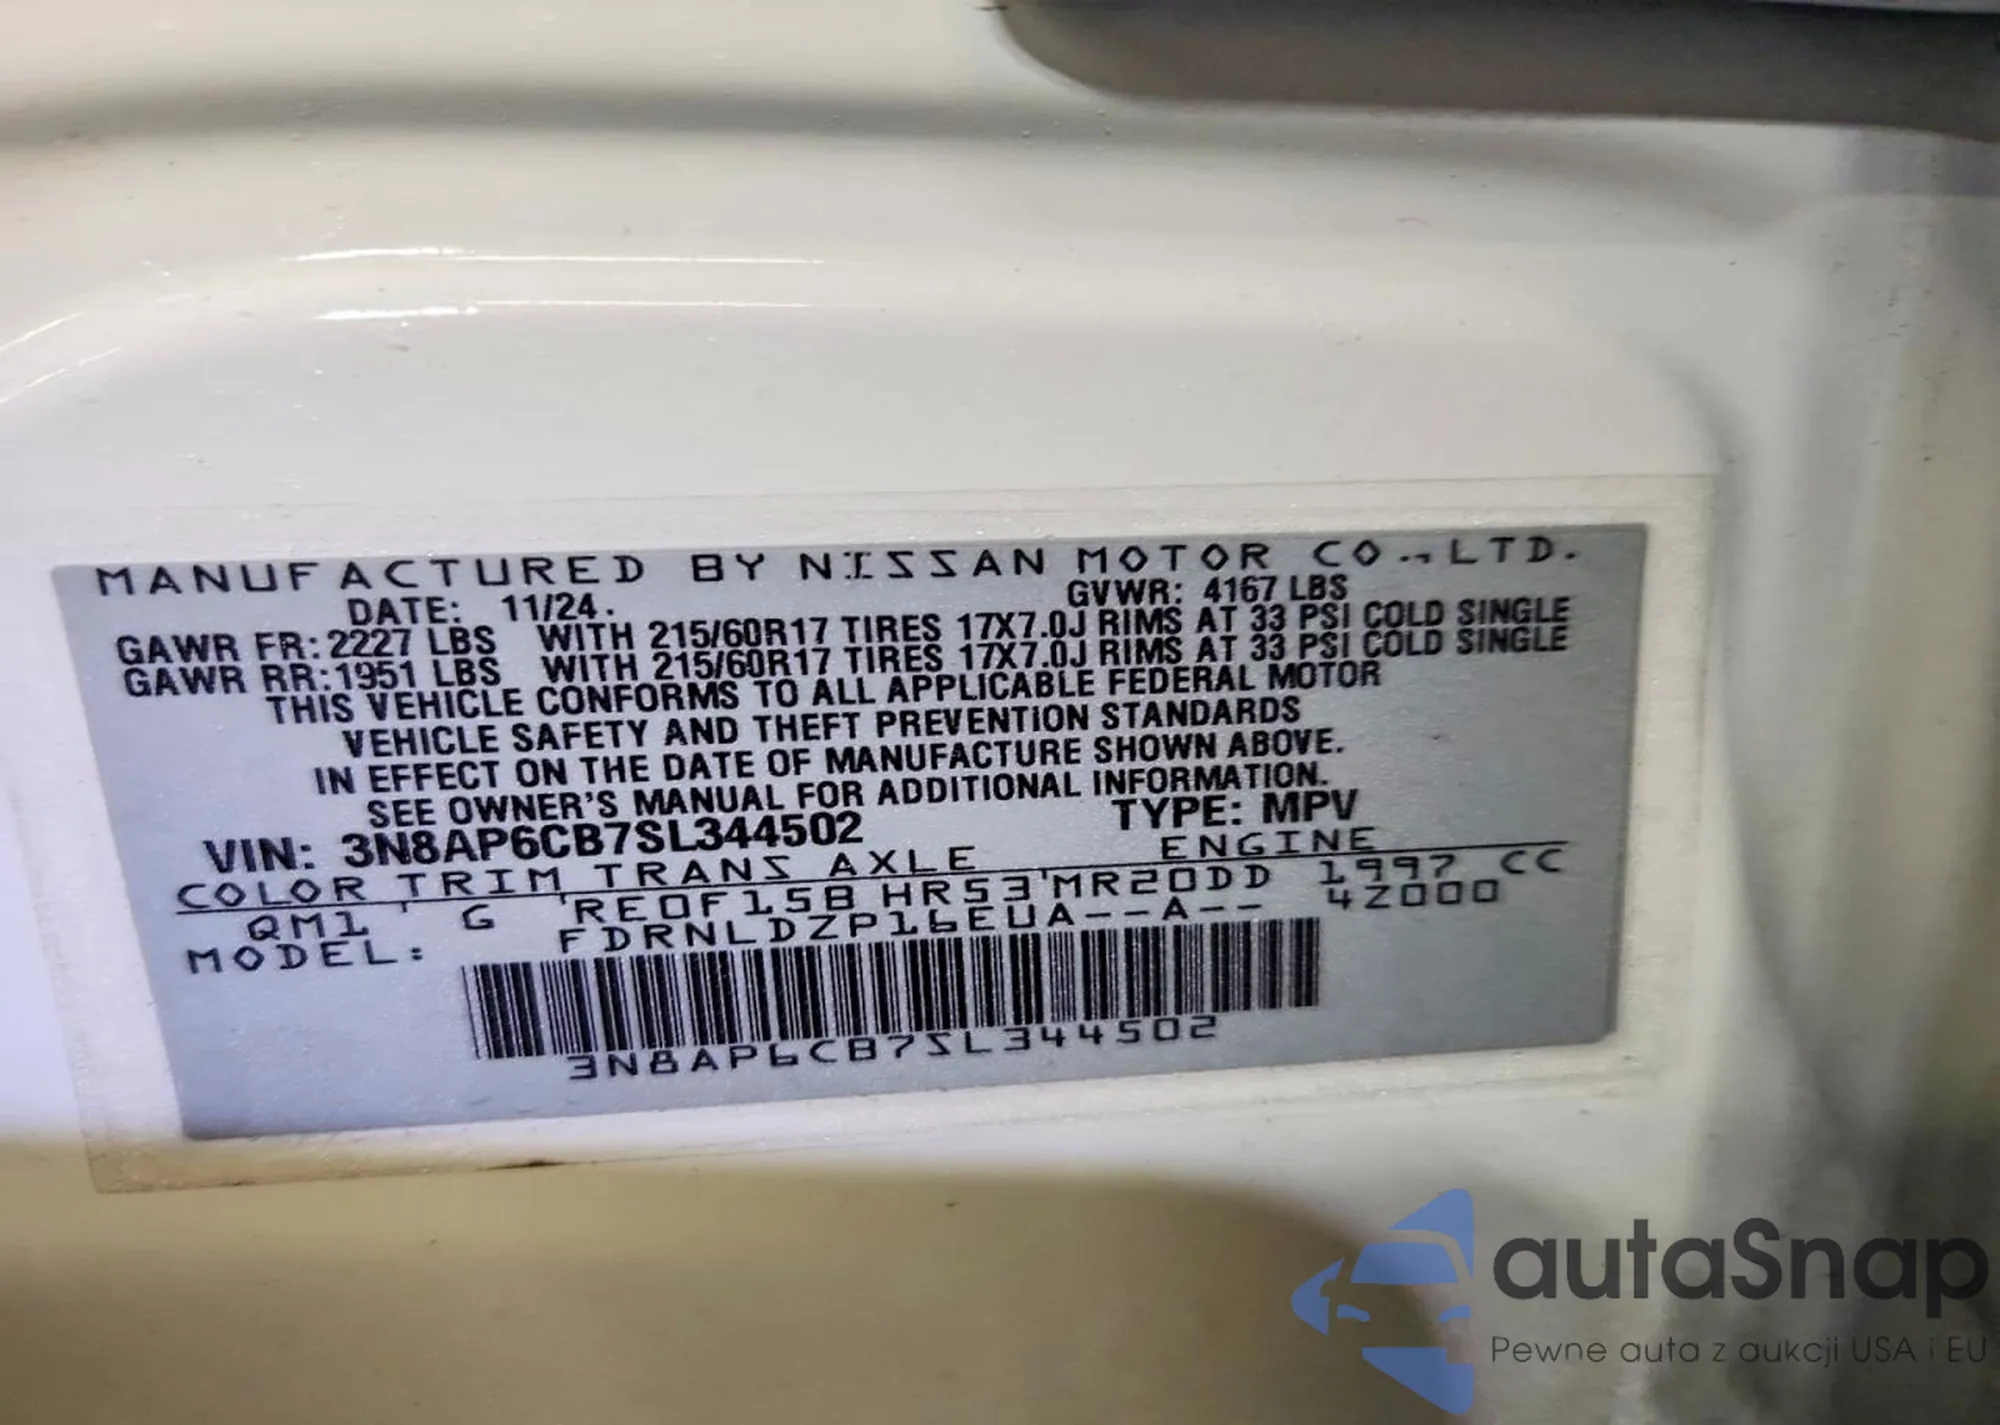 MANUFACTURED BY NISSAN MOTOR CO.,LTD.
DATE: 11/24. GVWR: 4167 LBS
GAWR FR: 2227 LBS WITH 215/60R17 TIRES 17X7.0J RIMS AT 33 PSI COLD SINGLE
GAWR RR: 1951 LBS WITH 215/60R17 TIRES 17X7.0J RIMS AT 33 PSI COLD SINGLE
THIS VEHICLE CONFORMS TO ALL APPLICABLE FEDERAL MOTOR
VEHICLE SAFETY AND THEFT PREVENTION STANDARDS
IN EFFECT ON THE DATE OF MANUFACTURE SHOWN ABOVE.
SEE OWNER'S MANUAL FOR ADDITIONAL INFORMATION.
VIN: 3N8AP6CB7SL344502 TYPE: MPV
COLOR TRIM TRANS AXLE ENGINE
QM1 G RE0F15B HR53 MR20DD 1997 CC
MODEL: FDRNLDZP16EUA--A-- 4Z000
3N8AP6CB7SL344502
autaSnap
Pewne auta z aukcji USA i EU